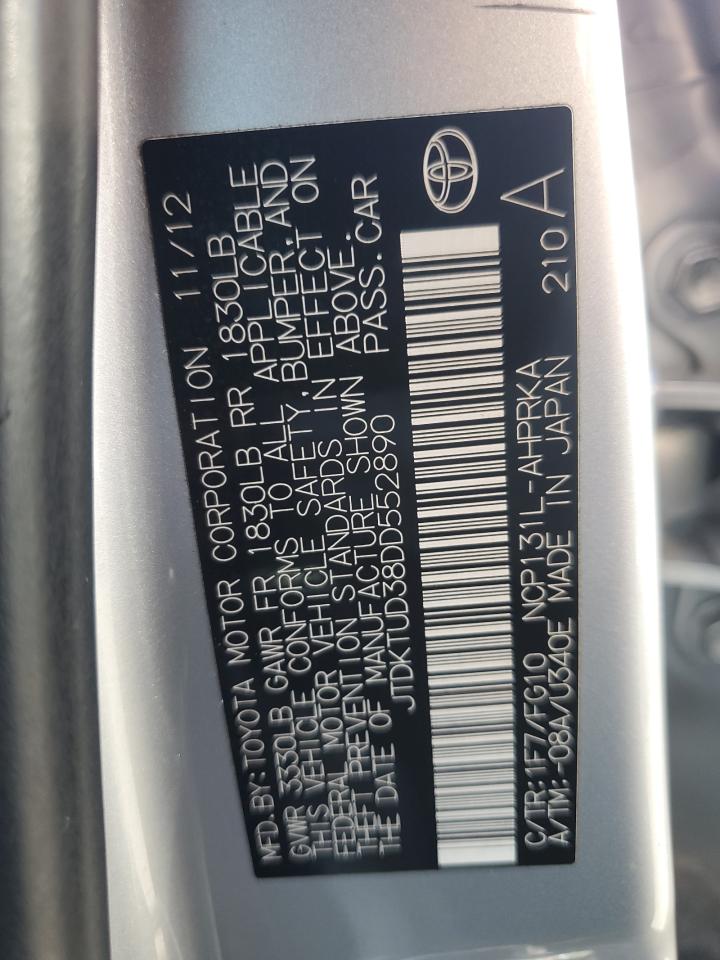 MFD.BY:TOYOTA MOTOR CORPORATION 11/12
GWR 3330LB GAWR FR 1830LB RR 1830LB
THIS VEHICLE CONFORMS TO ALL APPLICABLE
FEDERAL MOTOR VEHICLE SAFETY, BUMPER, AND
THEFT PREVENTION STANDARDS IN EFFECT ON
THE DATE OF MANUFACTURE SHOWN ABOVE.
JTDKTUD38DD552890 PASS.CAR
C/TR:1F7/FG10 NCP131L-AHPRKA 210A
A/TM:-08A/U340E MADE IN JAPAN